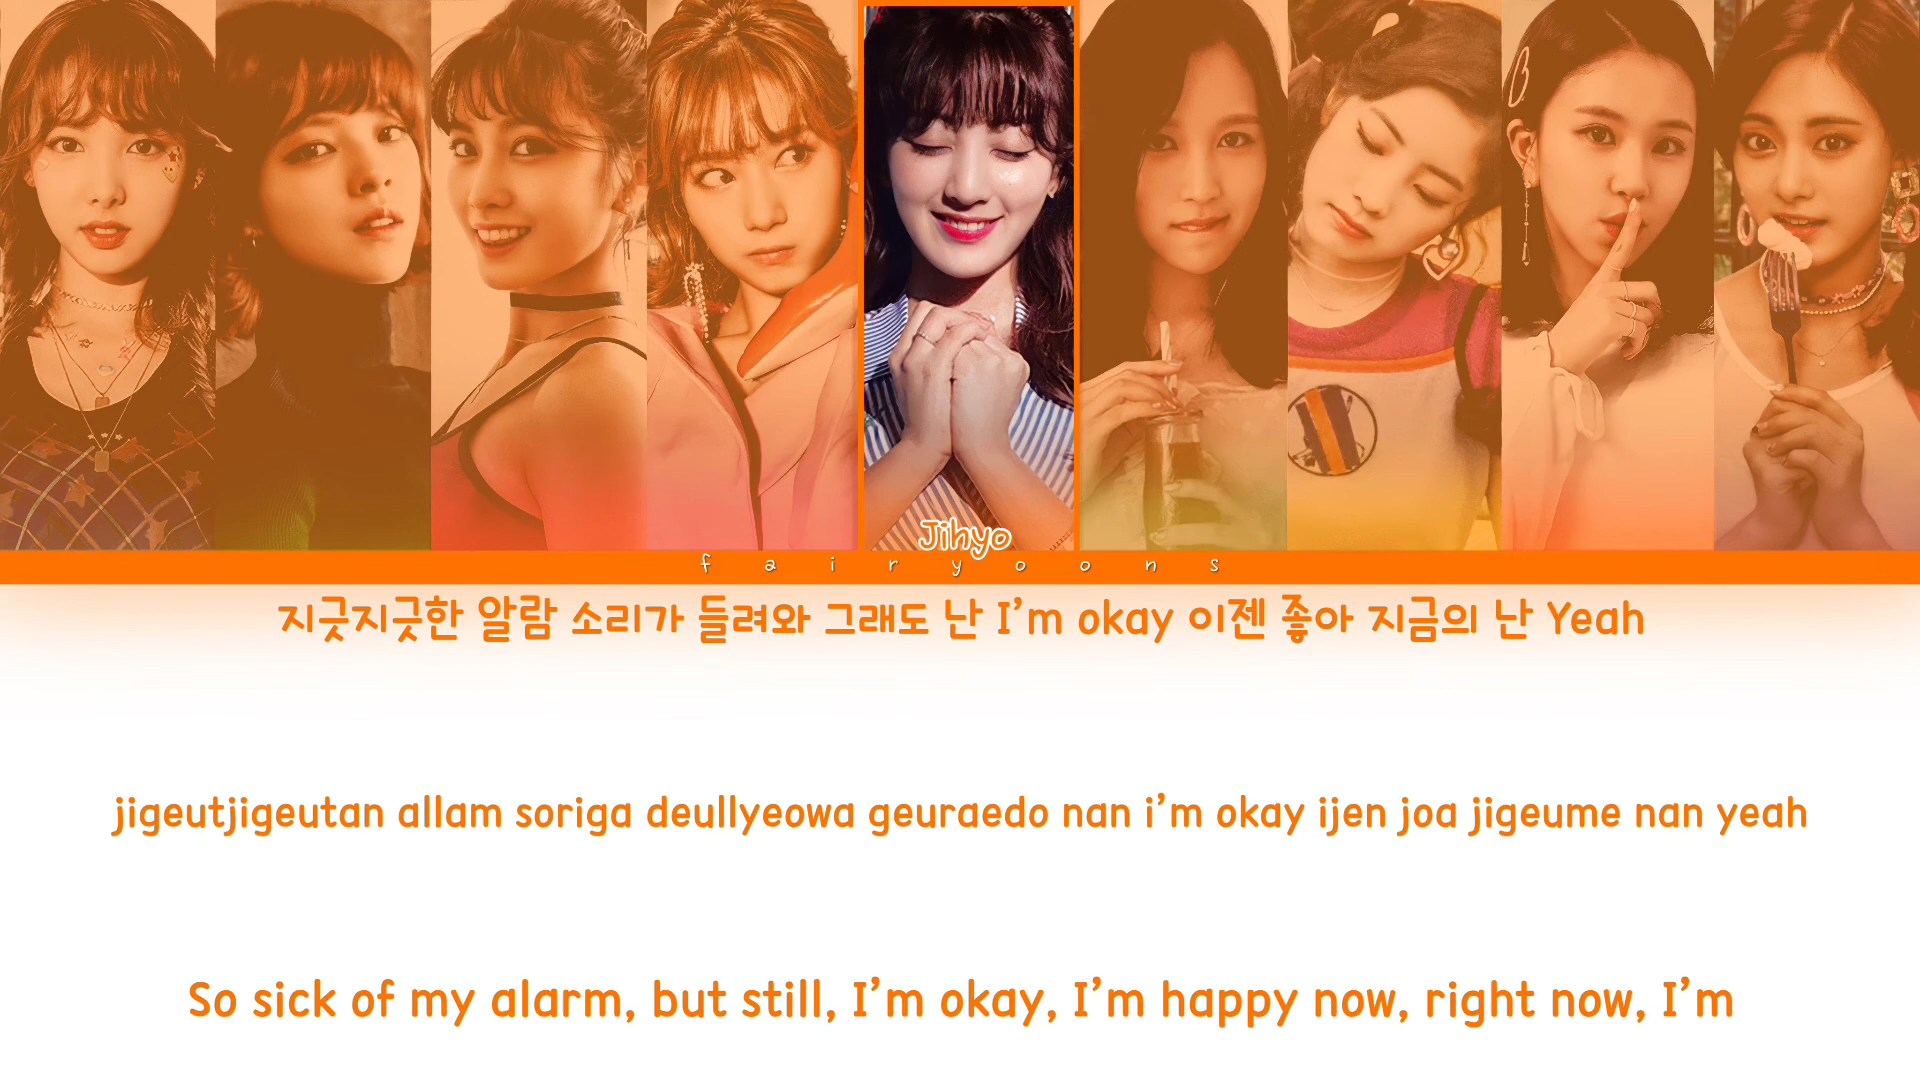 Jihyo
fairyoons
지긋지긋한 알람 소리가 들려와 그래도 난 I’m okay 이젠 좋아 지금의 난 Yeah
jigeutjigeutan allam soriga deullyeowa geuraedo nan i’m okay ijen joa jigeume nan yeah
So sick of my alarm, but still, I’m okay, I’m happy now, right now, I’m